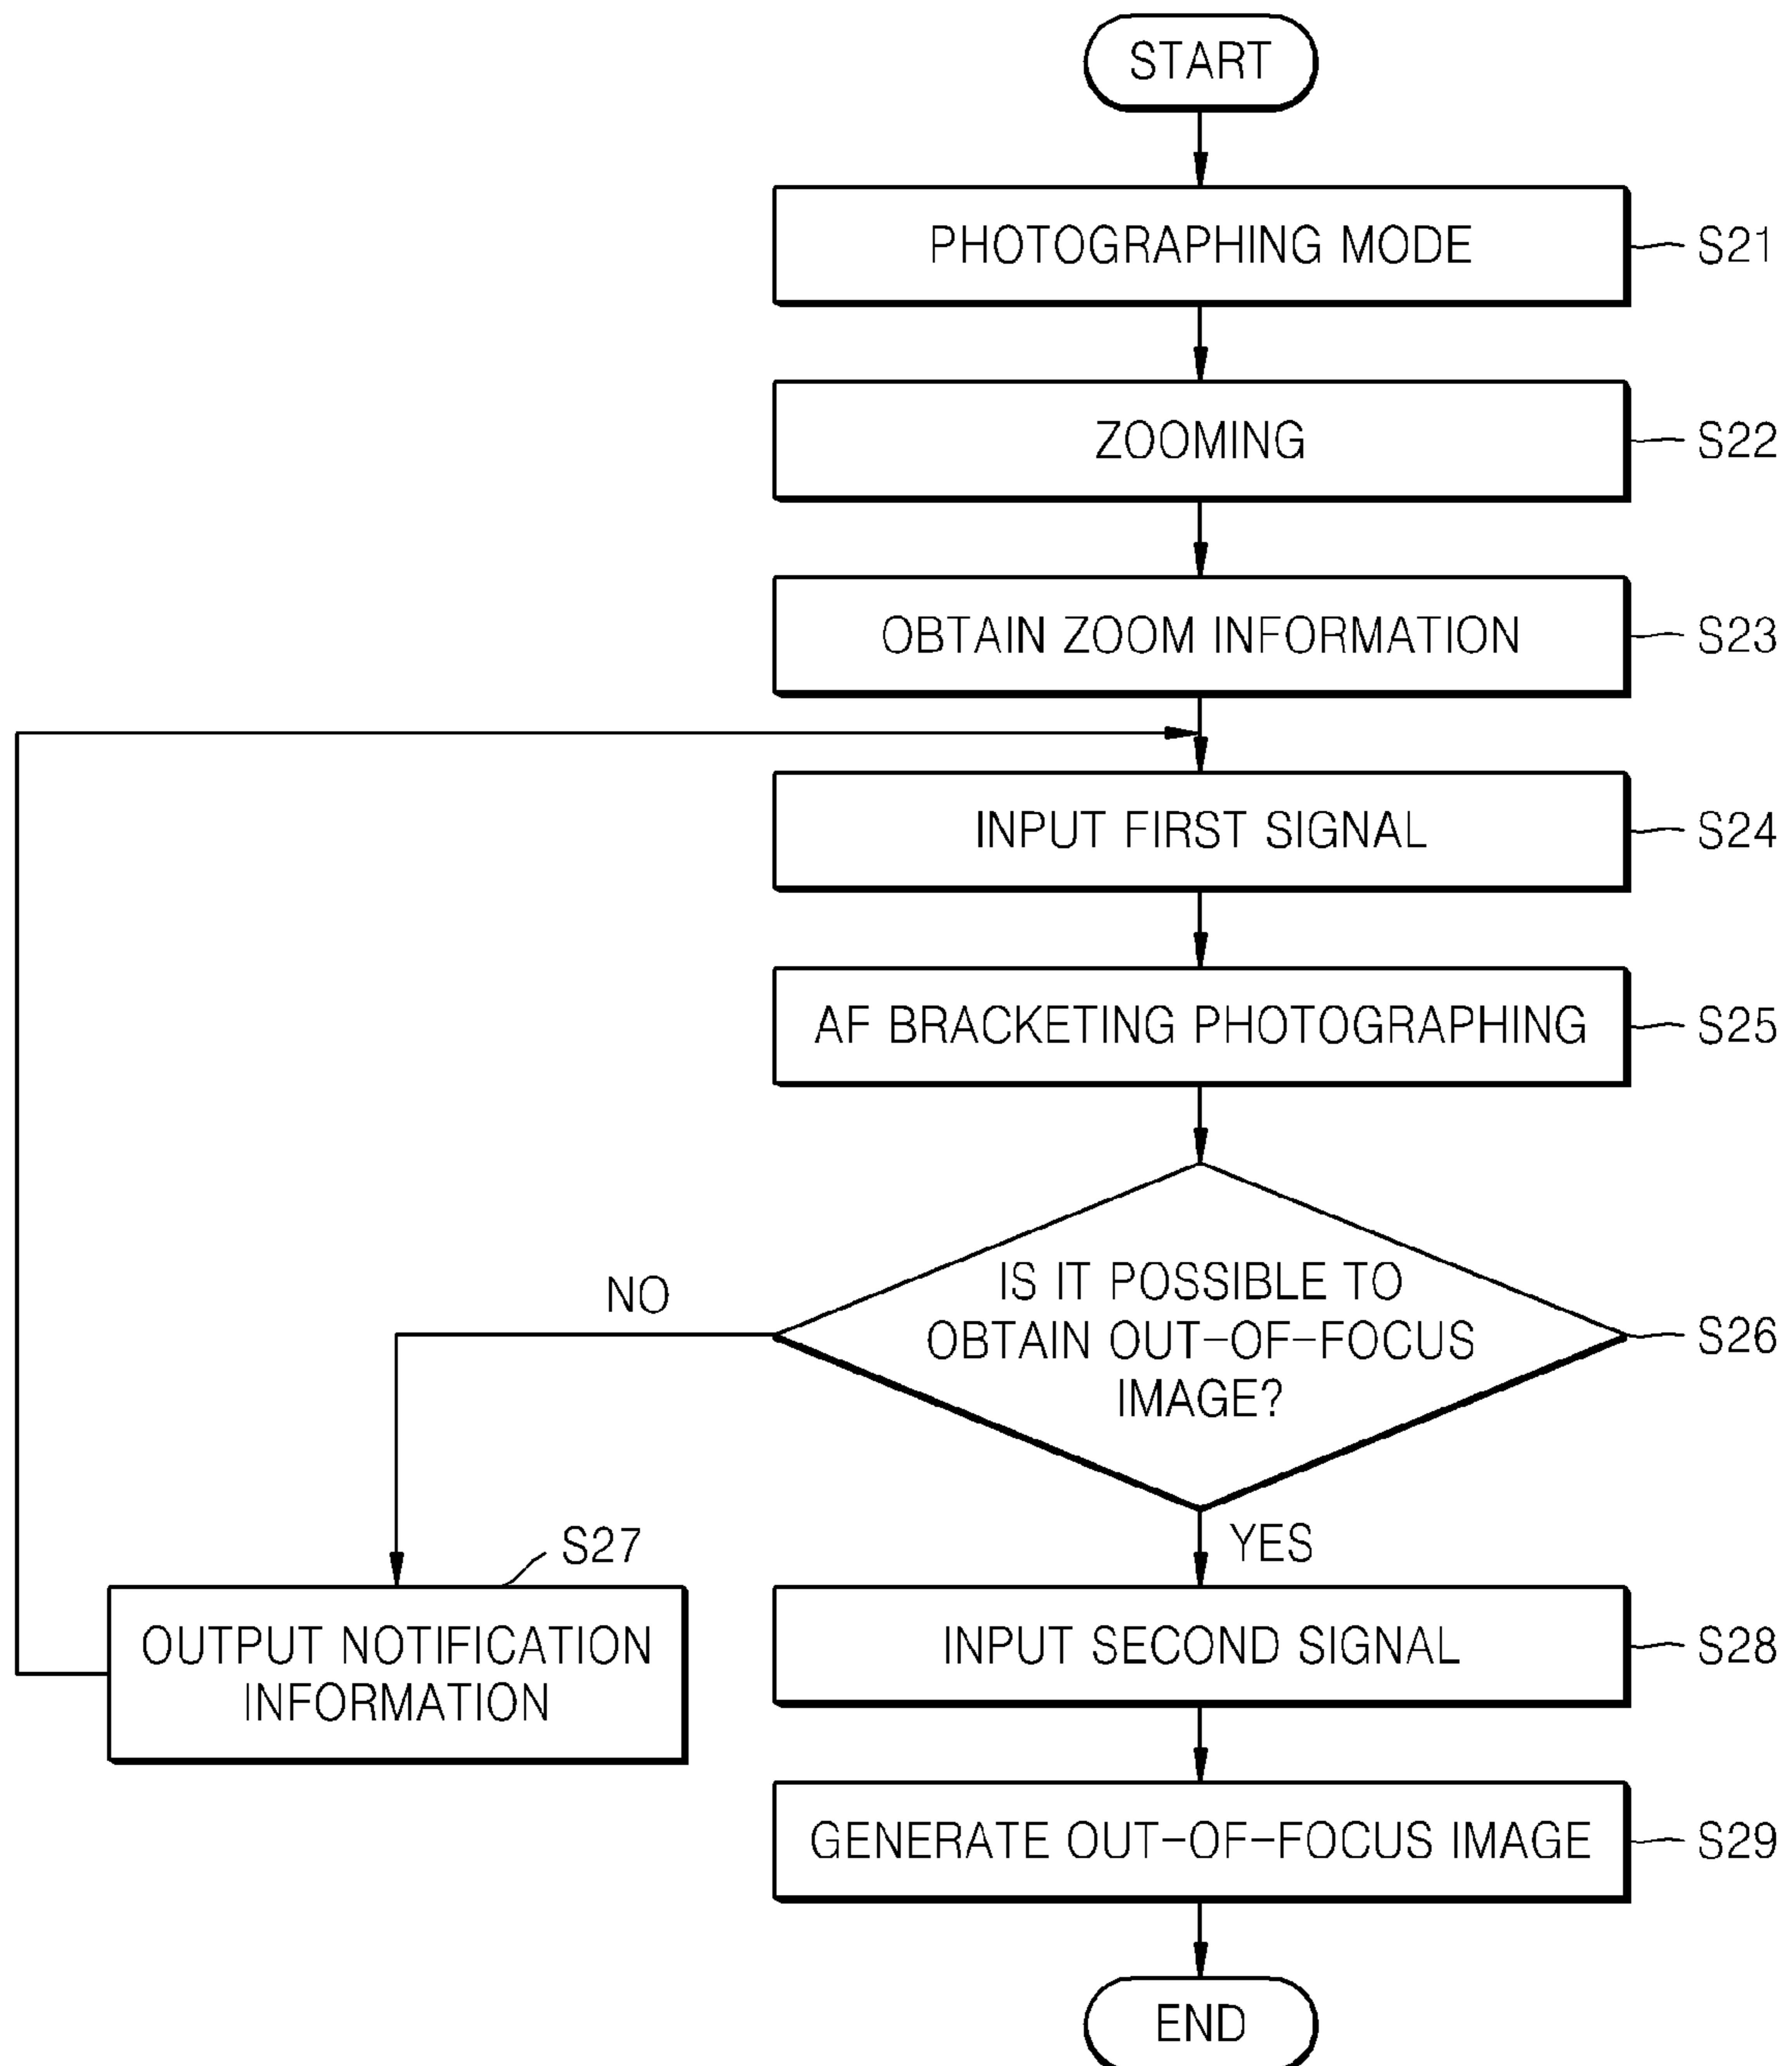 START
PHOTOGRAPHING MODE
S21
ZOOMING
S22
OBTAIN ZOOM INFORMATION
S23
INPUT FIRST SIGNAL
S24
AF BRACKETING PHOTOGRAPHING
S25
IS IT POSSIBLE TO
OBTAIN OUT-OF-FOCUS
IMAGE?
S26
NO
YES
S27
OUTPUT NOTIFICATION
INFORMATION
INPUT SECOND SIGNAL
S28
GENERATE OUT-OF-FOCUS IMAGE
S29
END